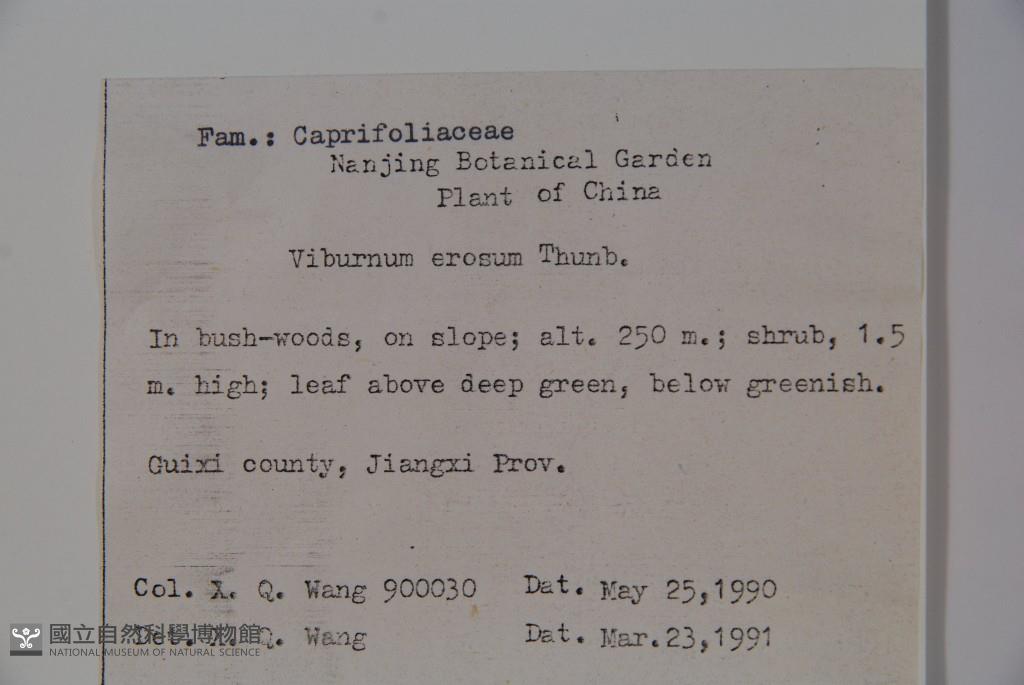 Fam.: Caprifoliaceae
Nanjing Botanical Garden
Plant of China
Viburnum erosum Thunb.
In bush-woods, on slope; alt. 250 m.; shrub, 1.5
m. high; leaf above deep green, below greenish.
Guixi county, Jiangxi Prov.
Col. X. Q. Wang 900030 Dat. May 25,1990
Det. X. Q. Wang Dat. Mar.23,1991
國立自然科學博物館
NATIONAL MUSEUM OF NATURAL SCIENCE